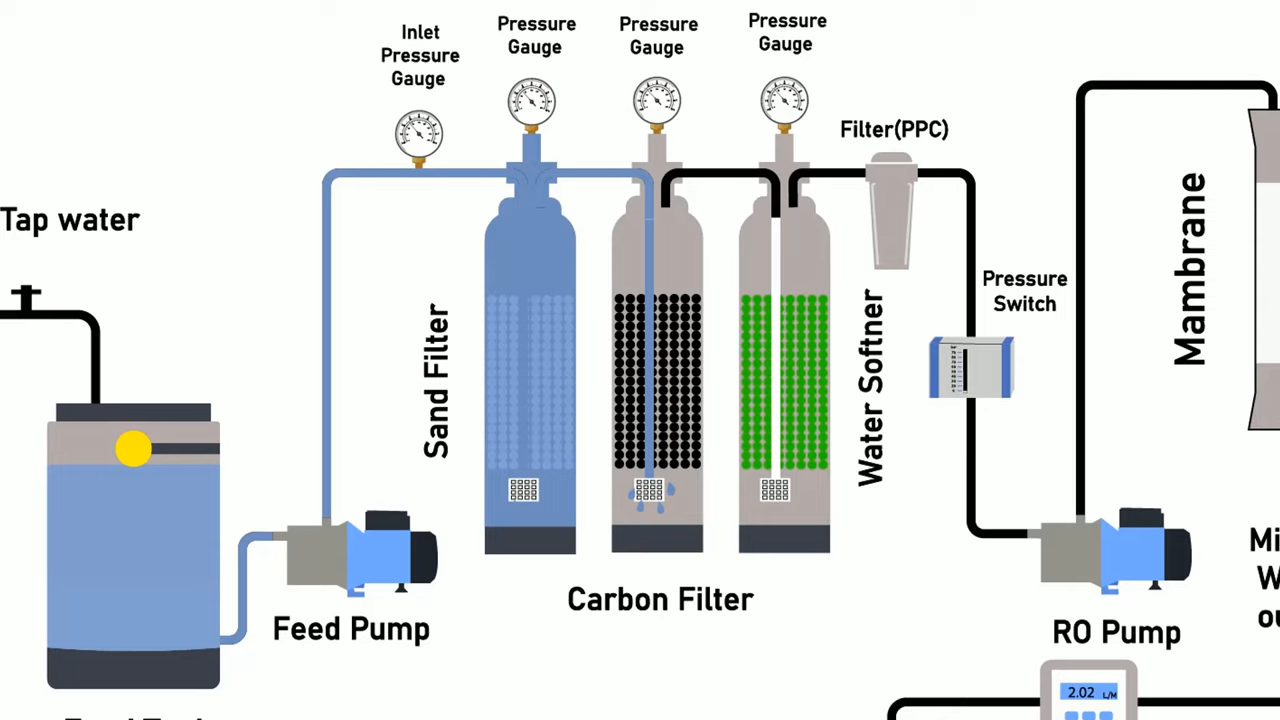 Inlet
Pressure
Gauge
Pressure
Gauge
Pressure
Gauge
Pressure
Gauge
Filter(PPC)
Tap water
Sand Filter
Water Softner
Pressure
Switch
Mambrane
Carbon Filter
Feed Pump
RO Pump
2.02 L/M